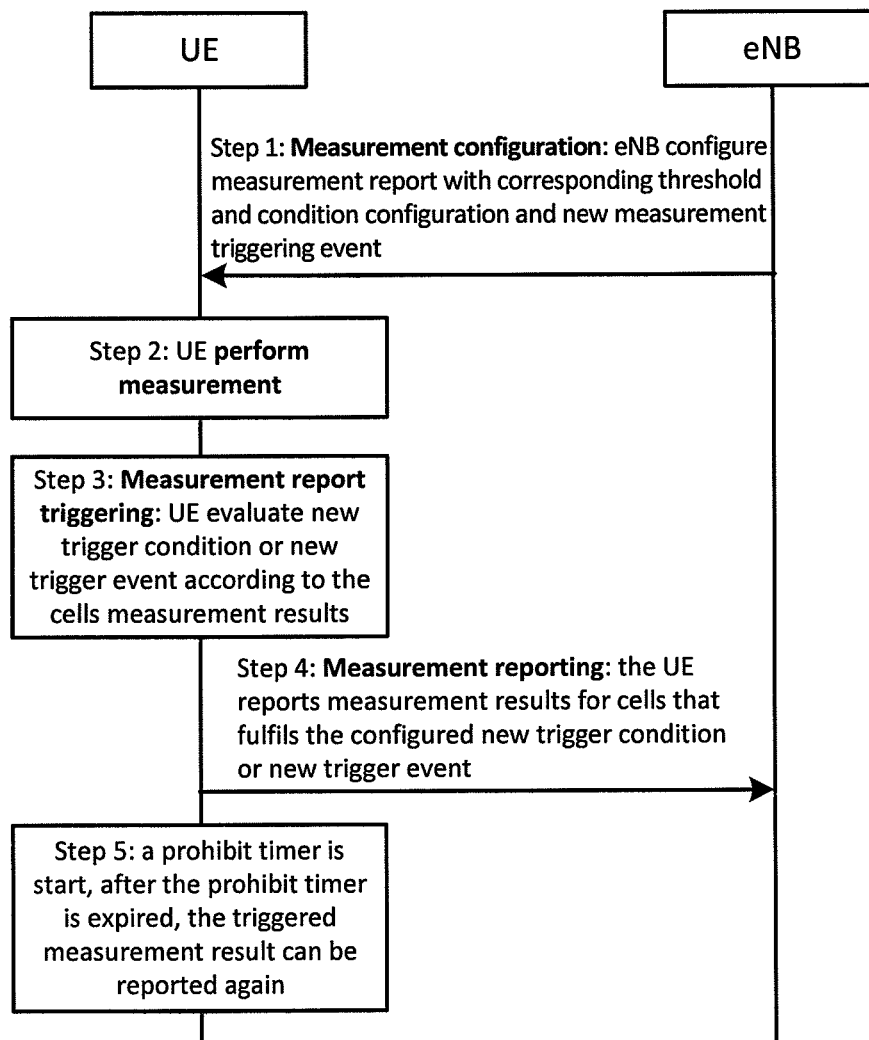 UE
eNB
Step 1: Measurement configuration: eNB configure
measurement report with corresponding threshold
and condition configuration and new measurement
triggering event
Step 2: UE perform
measurement
Step 3: Measurement report
triggering: UE evaluate new
trigger condition or new
trigger event according to the
cells measurement results
Step 4: Measurement reporting: the UE
reports measurement results for cells that
fulfils the configured new trigger condition
or new trigger event
Step 5: a prohibit timer is
start, after the prohibit timer
is expired, the triggered
measurement result can be
reported again